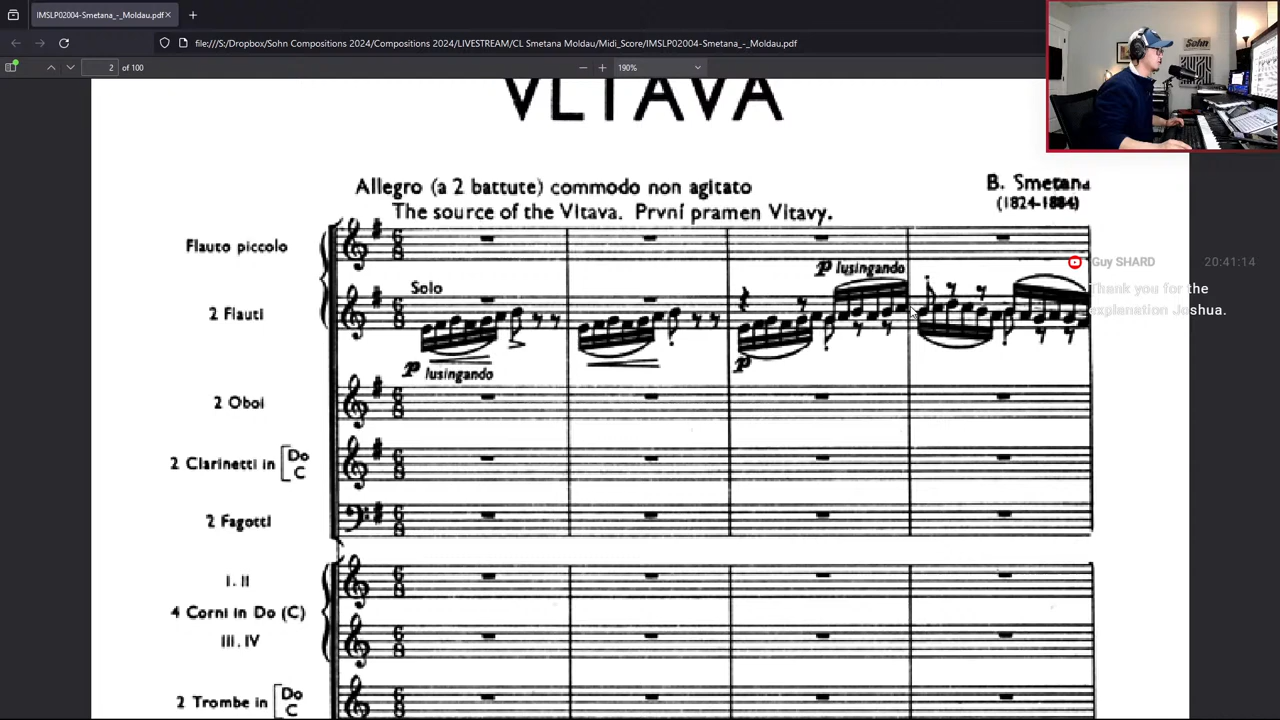 IMSLP02004-Smetana_-_Moldau.pdf
file:///S:/Dropbox/Sohn Compositions 2024/Compositions 2024/LIVESTREAM/CL Smetana Moldau/Midi_Score/IMSLP02004-Smetana_-_Moldau.pdf
2 of 100
190%
Sohn
VLTAVA
Allegro (a 2 battute) commodo non agitato
B. Smetana
The source of the Vltava. První pramen Vltavy.
(1824-1884)
Flauto piccolo
Guy SHARD 20:41:14
Thank you for the
explanation Joshua.
p lusingando
Solo
2 Flauti
p lusingando
p
2 Oboi
2 Clarinetti in Do
C
2 Fagotti
I. II
4 Corni in Do (C)
III. IV
2 Trombe in Do
C